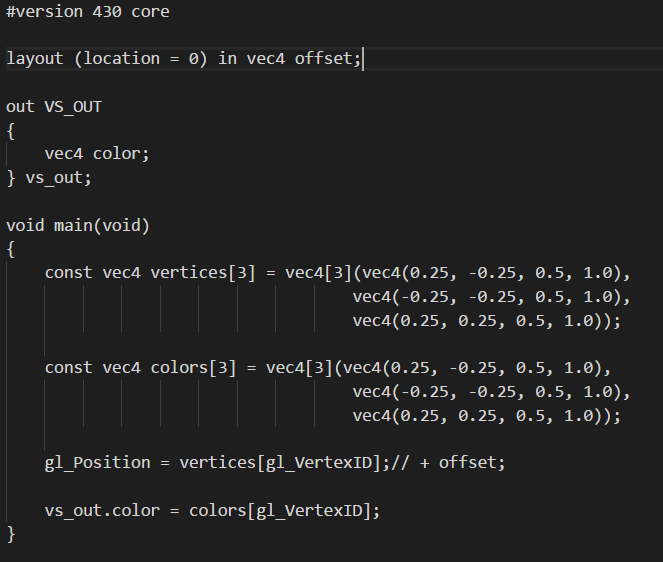 #version 430 core
layout (location = 0) in vec4 offset;
out VS_OUT
{
vec4 color;
} vs_out;
void main(void)
{
const vec4 vertices[3] = vec4[3](vec4(0.25, -0.25, 0.5, 1.0),
vec4(-0.25, -0.25, 0.5, 1.0),
vec4(0.25, 0.25, 0.5, 1.0));
const vec4 colors[3] = vec4[3](vec4(0.25, -0.25, 0.5, 1.0),
vec4(-0.25, -0.25, 0.5, 1.0),
vec4(0.25, 0.25, 0.5, 1.0));
gl_Position = vertices[gl_VertexID];// + offset;
vs_out.color = colors[gl_VertexID];
}